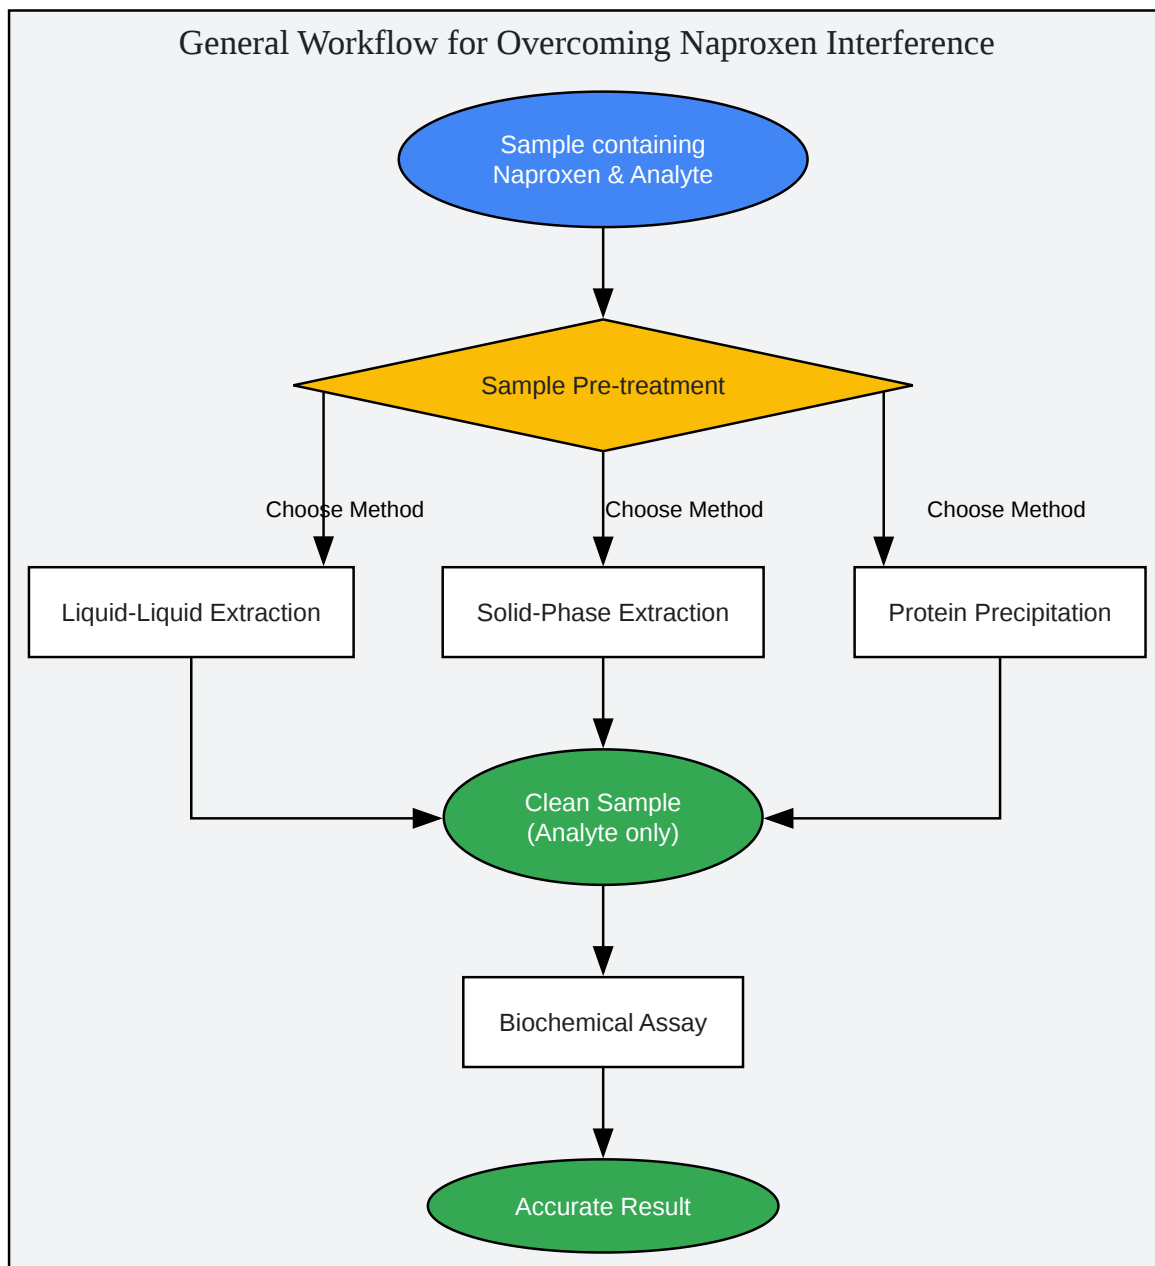 General Workflow for Overcoming Naproxen Interference
Sample containing
Naproxen & Analyte
Sample Pre-treatment
Choose Method
Choose Method
Choose Method
Liquid-Liquid Extraction
Solid-Phase Extraction
Protein Precipitation
Clean Sample
(Analyte only)
Biochemical Assay
Accurate Result